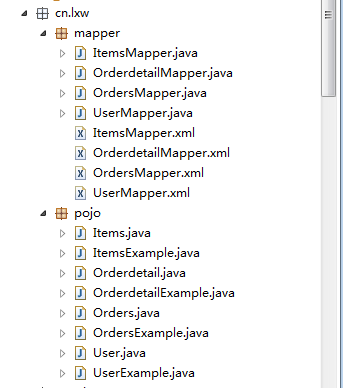 cn.lxw
mapper
ItemsMapper.java
OrderdetailMapper.java
OrdersMapper.java
UserMapper.java
ItemsMapper.xml
OrderdetailMapper.xml
OrdersMapper.xml
UserMapper.xml
pojo
Items.java
ItemsExample.java
Orderdetail.java
OrderdetailExample.java
Orders.java
OrdersExample.java
User.java
UserExample.java